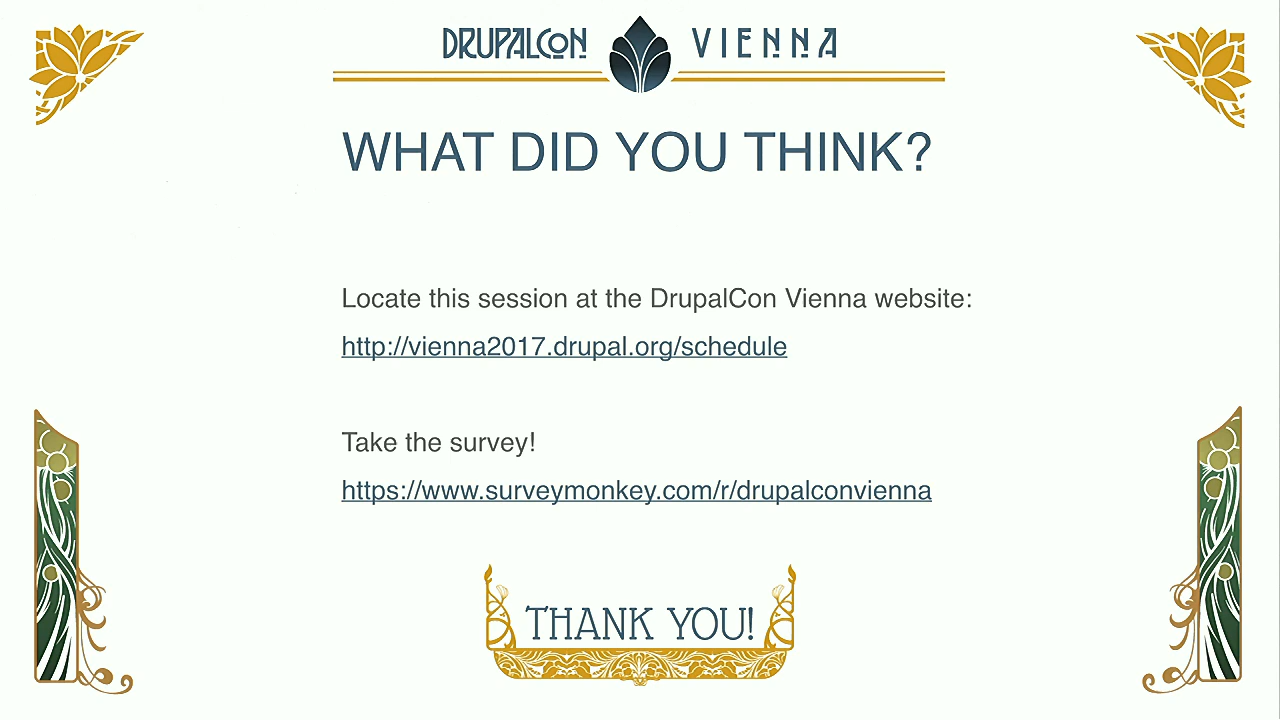 DRUPALCON VIENNA
WHAT DID YOU THINK?
Locate this session at the DrupalCon Vienna website:
http://vienna2017.drupal.org/schedule
Take the survey!
https://www.surveymonkey.com/r/drupalconvienna
THANK YOU!